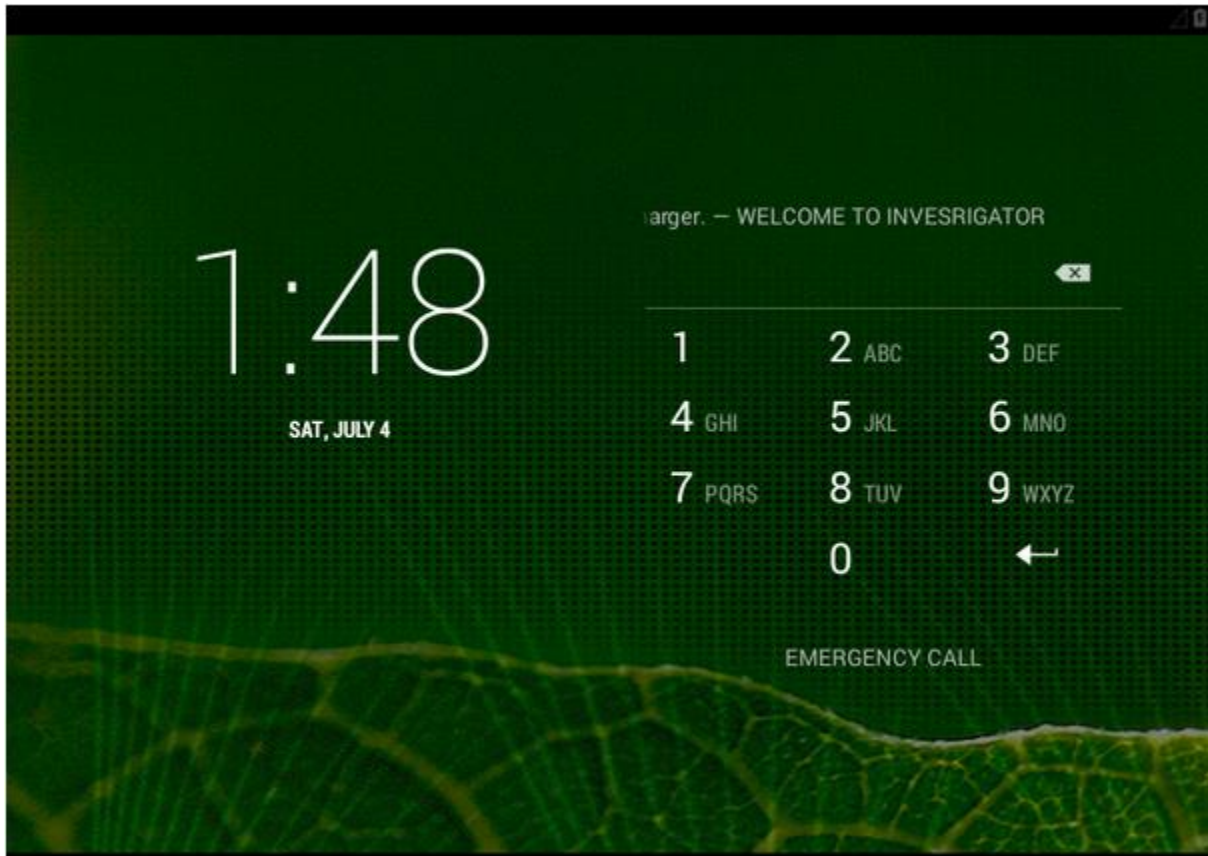 arger. — WELCOME TO INVESRIGATOR
1:48
SAT, JULY 4
1
2 ABC
3 DEF
4 GHI
5 JKL
6 MNO
7 PQRS
8 TUV
9 WXYZ
0
EMERGENCY CALL